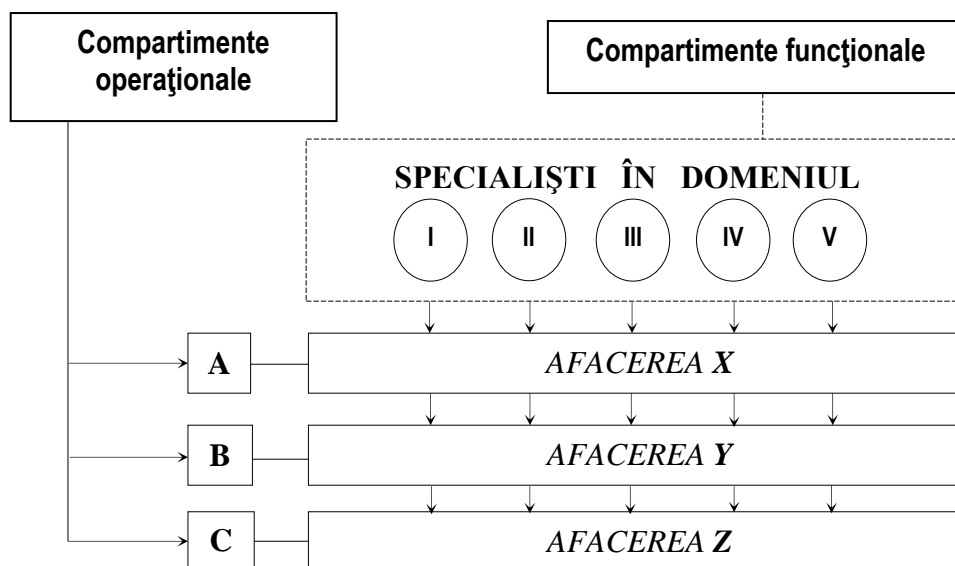 Compartimente
operaţionale
Compartimente funcţionale
SPECIALIŞTI ÎN DOMENIUL
I II III IV V
A AFACEREA X
B AFACEREA Y
C AFACEREA Z